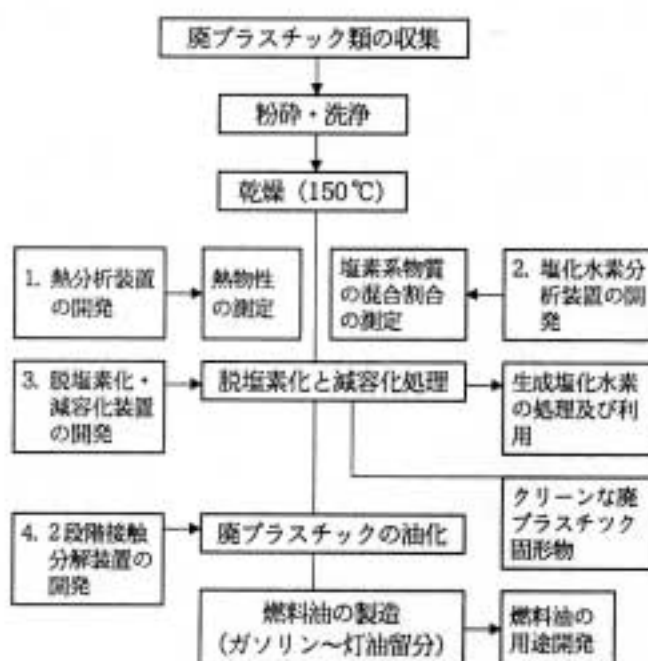 廃プラスチック類の収集
粉砕・洗浄
乾燥（150℃）
1. 熱分析装置
の開発
熱物性
の測定
塩素系物質
の混合割合
の測定
2. 塩化水素分
析装置の開
発
3. 脱塩素化・
減容化装置
の開発
脱塩素化と減容化処理
生成塩化水素
の処理及び利
用
クリーンな廃
プラスチック
固形物
4. 2段階接触
分解装置の
開発
廃プラスチックの油化
燃料油の製造
（ガソリン～灯油留分）
燃料油の
用途開発